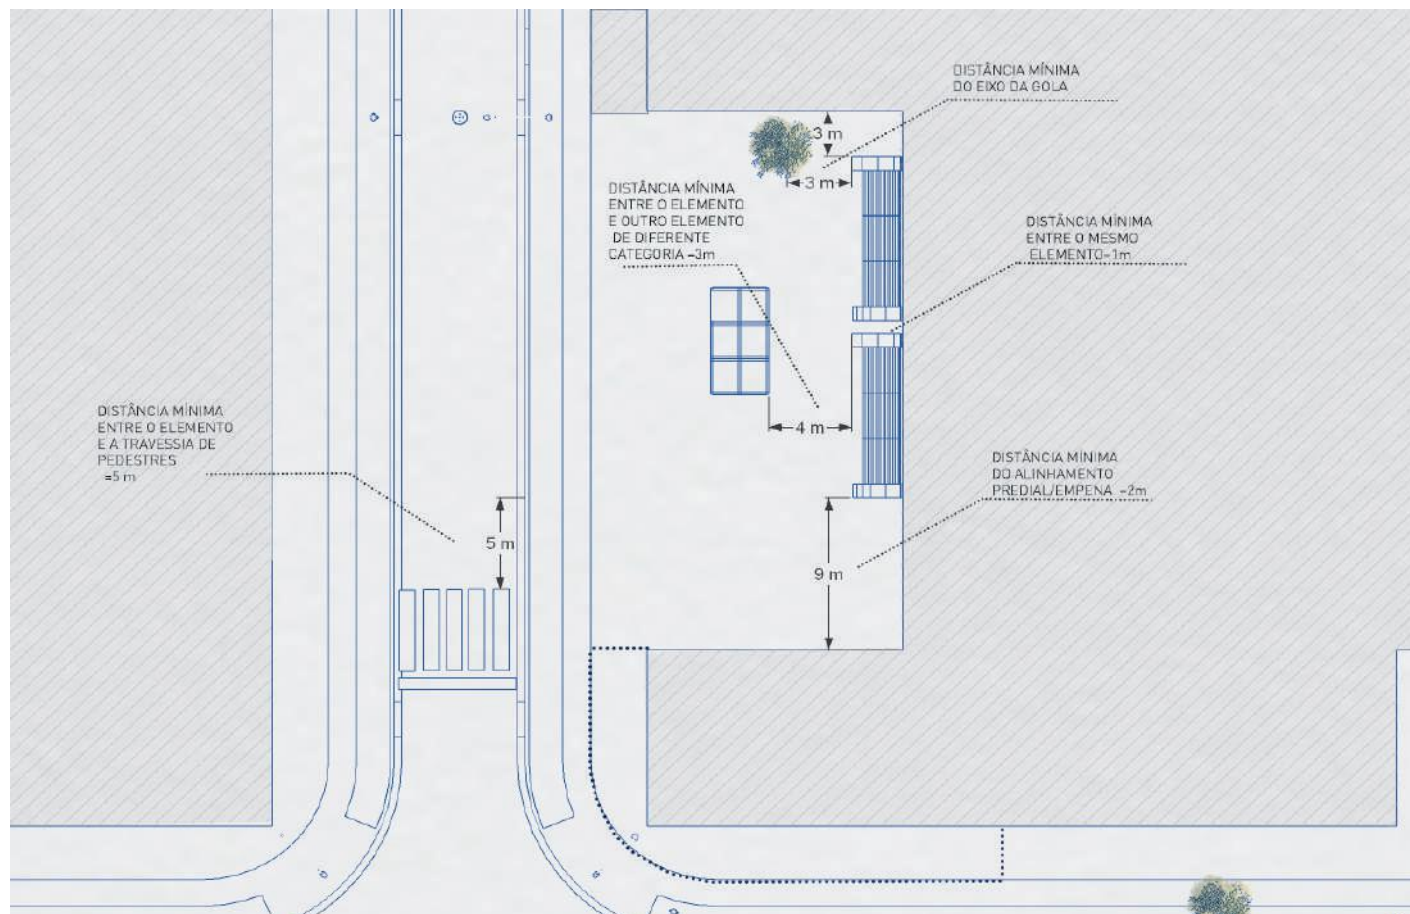 DISTÂNCIA MÍNIMA
DO EIXO DA GOLA
3 m
3 m
DISTÂNCIA MÍNIMA
ENTRE O ELEMENTO
E OUTRO ELEMENTO
DE DIFERENTE
CATEGORIA =3m
DISTÂNCIA MÍNIMA
ENTRE O MESMO
ELEMENTO=1m
DISTÂNCIA MÍNIMA
ENTRE O ELEMENTO
E A TRAVESSIA DE
PEDESTRES
=5 m
4 m
DISTÂNCIA MÍNIMA
DO ALINHAMENTO
PREDIAL/EMPENA =2m
5 m
9 m